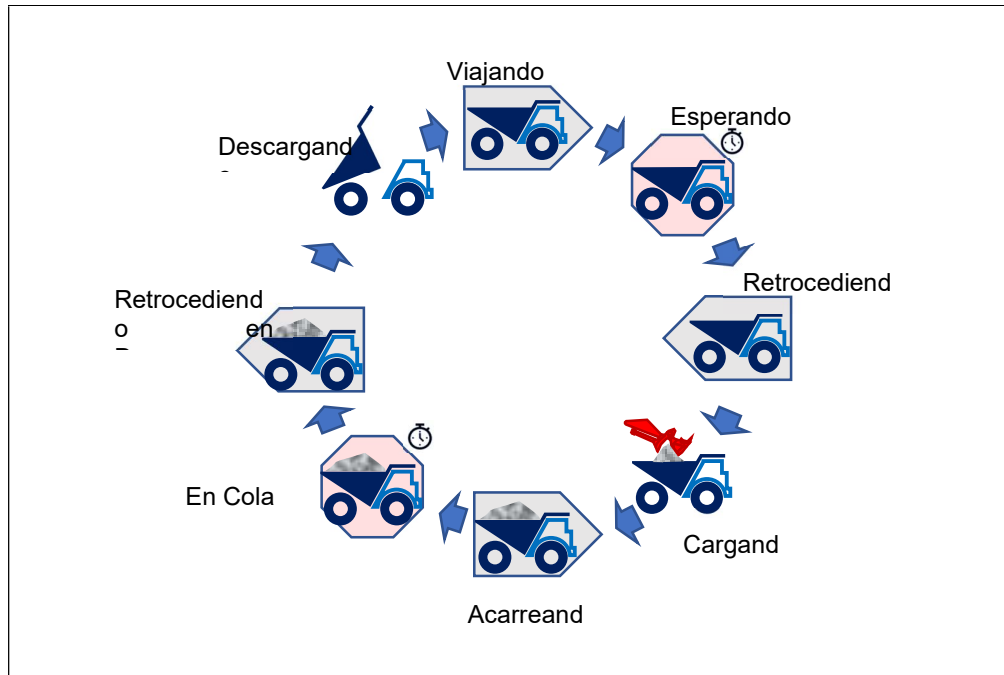 Viajando
Esperando
Descargand
Retrocediend
Retrocediend
o en
En Cola
Cargand
Acarreand